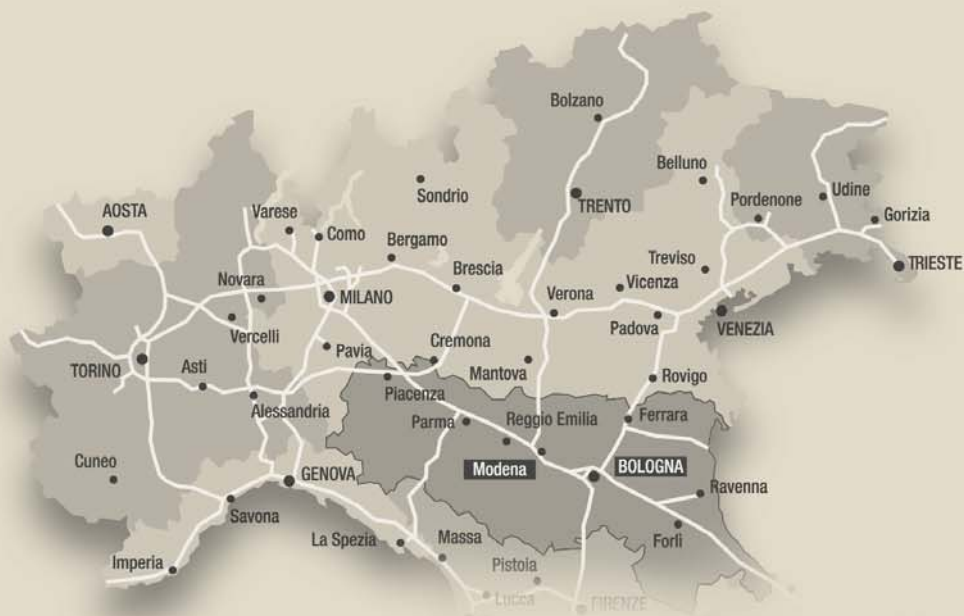 Bolzano
Belluno
Sondrio
TRENTO
Pordenone
Udine
AOSTA
Varese
Como
Gorizia
Bergamo
Treviso
TRIESTE
Brescia
Novara
Vicenza
MILANO
Verona
Padova
VENEZIA
Vercelli
Cremona
Pavia
TORINO
Asti
Mantova
Rovigo
Piacenza
Alessandria
Parma
Reggio Emilia
Ferrara
Cuneo
GENOVA
Modena
BOLOGNA
Ravenna
Savona
La Spezia
Massa
Forlì
Imperia
Pistoia
Lucca
FIRENZE